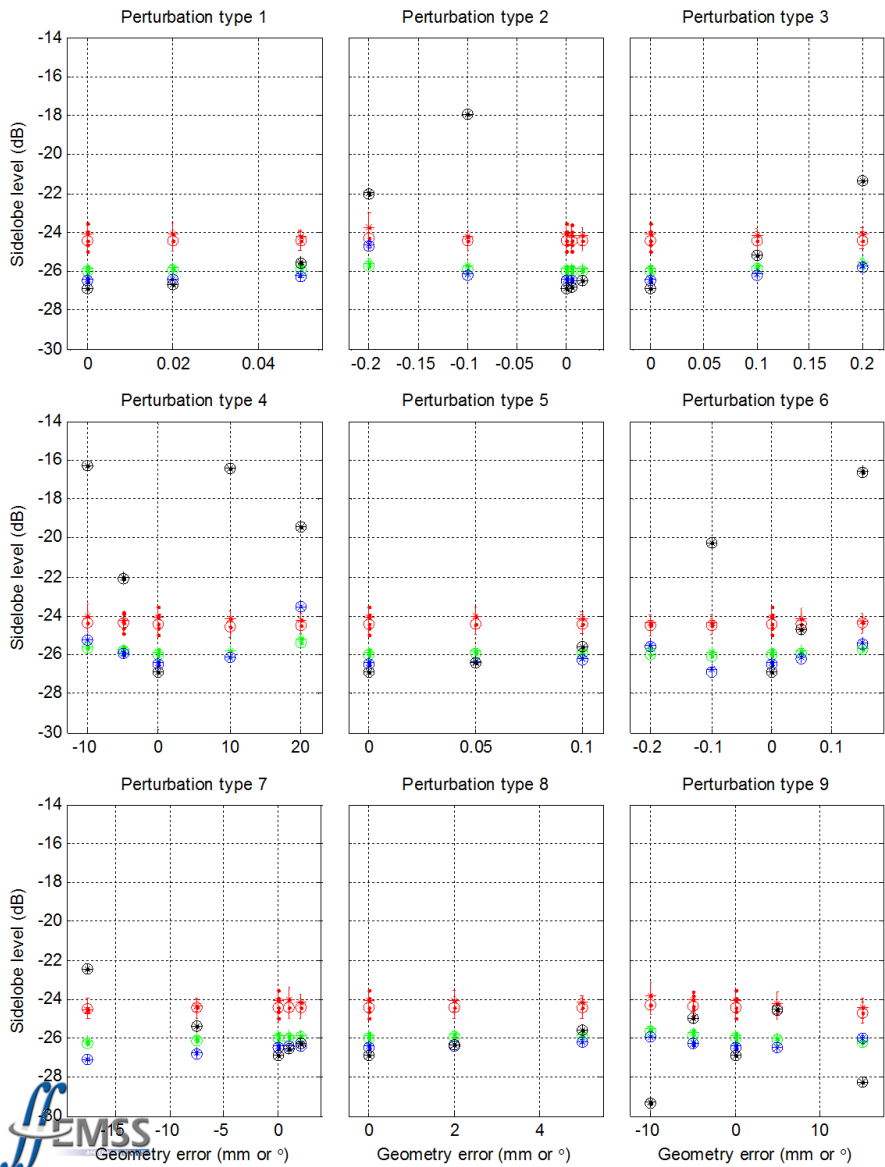 Perturbation type 1 Perturbation type 2 Perturbation type 3
Sidelobe level (dB)
-14
-16
-18
-20
-22
-24
-26
-28
-30
0 0.02 0.04 -0.2 -0.15 -0.1 -0.05 0 0 0.05 0.1 0.15 0.2
Perturbation type 4 Perturbation type 5 Perturbation type 6
Sidelobe level (dB)
-14
-16
-18
-20
-22
-24
-26
-28
-30
-10 0 10 20 0 0.05 0.1 -0.2 -0.1 0 0.1
Perturbation type 7 Perturbation type 8 Perturbation type 9
Sidelobe level (dB)
-14
-16
-18
-20
-22
-24
-26
-28
-30
-15 -10 -5 0 0 2 4 -10 0 10
EMSS
Geometry error (mm or °) Geometry error (mm or °) Geometry error (mm or °)